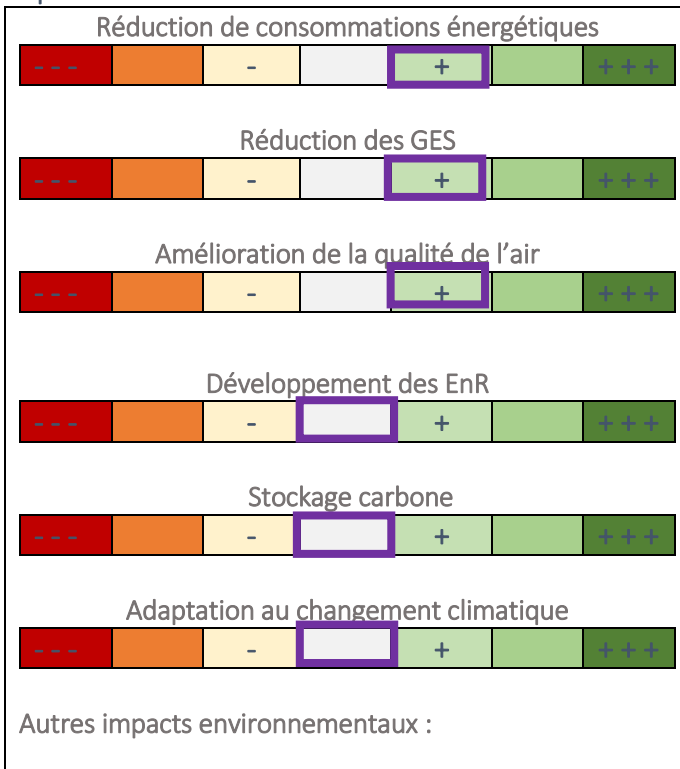 Réduction de consommations énergétiques
- - - - + + + +
Réduction des GES
- - - - + + + +
Amélioration de la qualité de l’air
- - - - + + + +
Développement des EnR
- - - - + + + +
Stockage carbone
- - - - + + + +
Adaptation au changement climatique
- - - - + + + +
Autres impacts environnementaux :